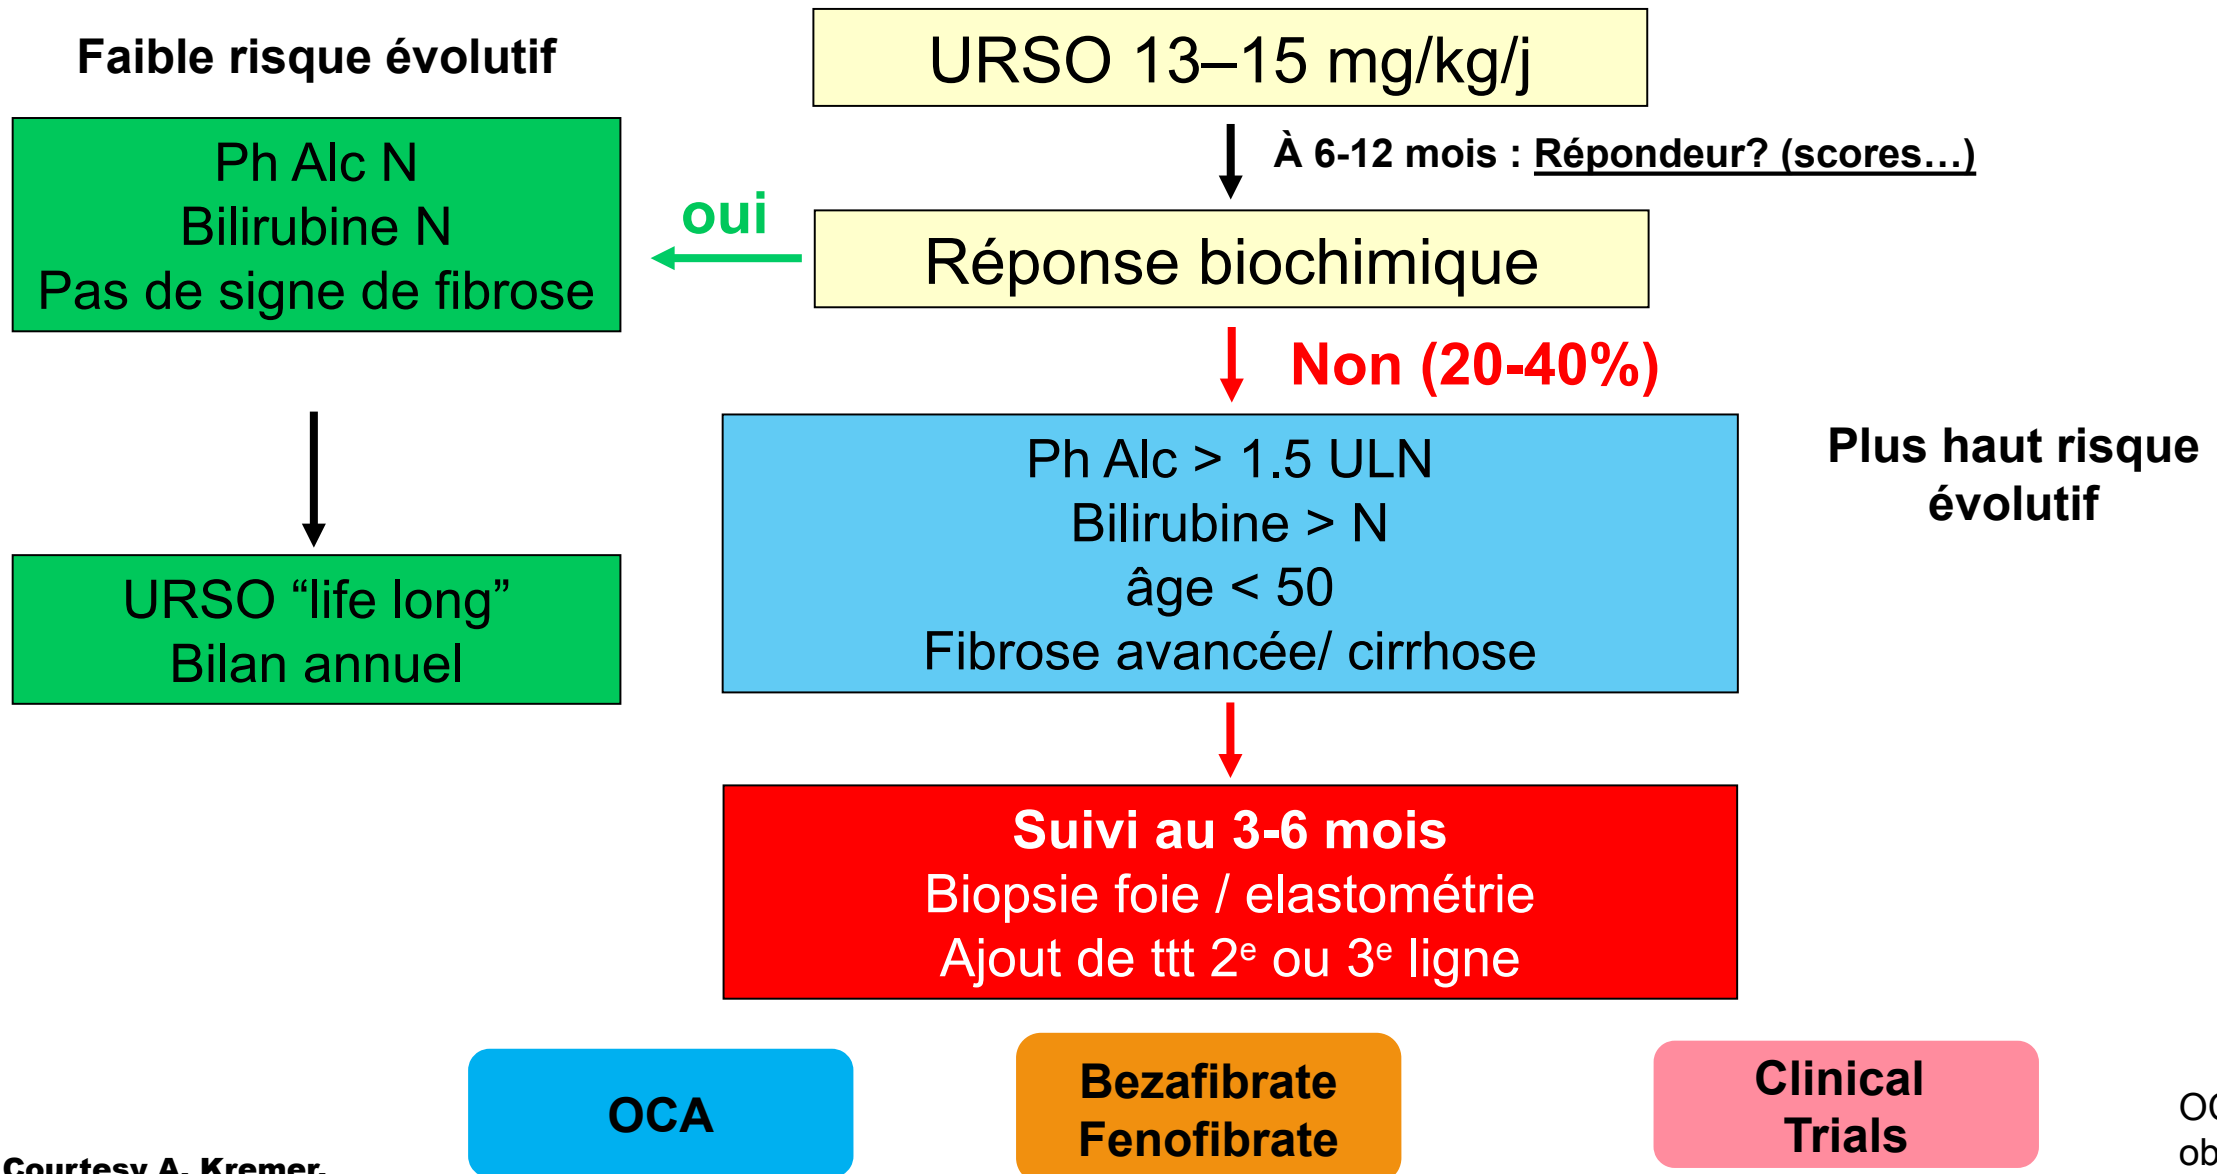 Faible risque évolutif
URSO 13–15 mg/kg/j
À 6-12 mois : Répondeur? (scores…)
Ph Alc N
Bilirubine N
Pas de signe de fibrose
oui
Réponse biochimique
Non (20-40%)
URSO “life long”
Bilan annuel
Ph Alc > 1.5 ULN
Bilirubine > N
âge < 50
Fibrose avancée/ cirrhose
Plus haut risque
évolutif
Suivi au 3-6 mois
Biopsie foie / elastométrie
Ajout de ttt 2e ou 3e ligne
OCA
Bezafibrate
Fenofibrate
Clinical
Trials
Courtesy A. Kremer.